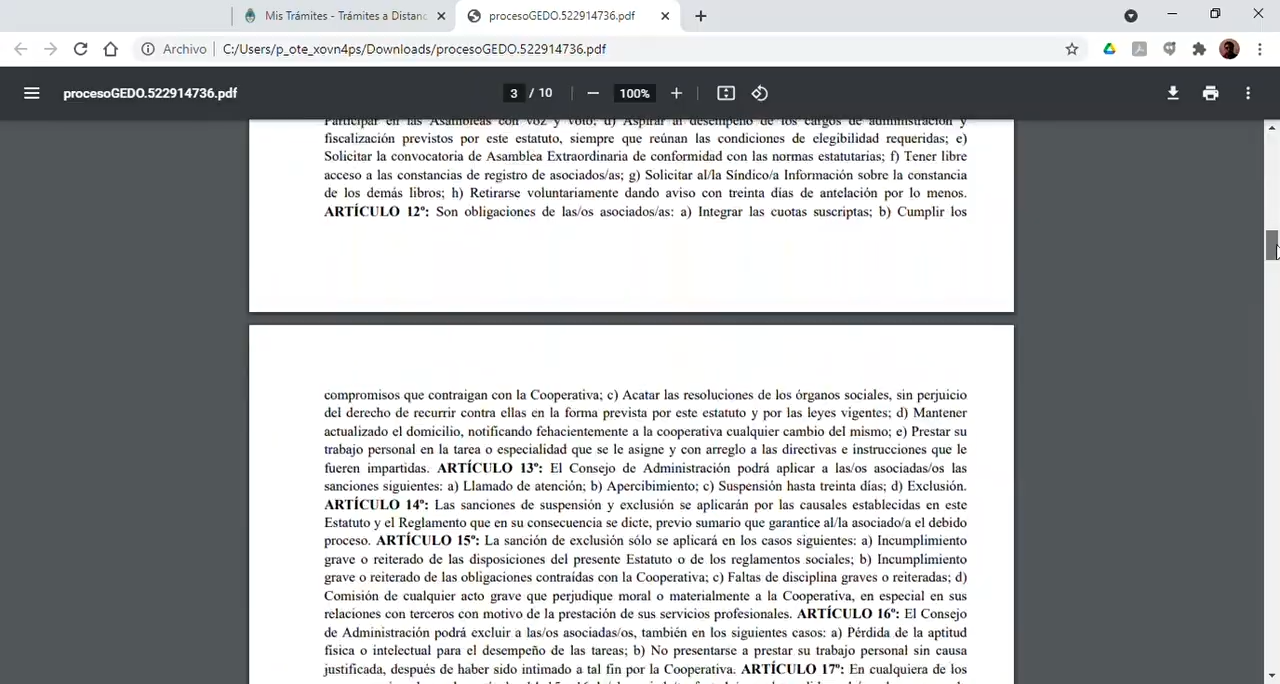 Mis Trámites - Trámites a Distanc
procesoGEDO.522914736.pdf
Archivo
C:/Users/p_ote_xovn4ps/Downloads/procesoGEDO.522914736.pdf
procesoGEDO.522914736.pdf
3 / 10
100%
Participar en las Asambleas con voz y voto; d) Aspirar al desempeño de los cargos de administración y
fiscalización previstos por este estatuto, siempre que reúnan las condiciones de elegibilidad requeridas; e)
Solicitar la convocatoria de Asamblea Extraordinaria de conformidad con las normas estatutarias; f) Tener libre
acceso a las constancias de registro de asociados/as; g) Solicitar al/la Síndico/a Información sobre la constancia
de los demás libros; h) Retirarse voluntariamente dando aviso con treinta días de antelación por lo menos.
ARTÍCULO 12º: Son obligaciones de las/os asociados/as: a) Integrar las cuotas suscriptas; b) Cumplir los
compromisos que contraigan con la Cooperativa; c) Acatar las resoluciones de los órganos sociales, sin perjuicio
del derecho de recurrir contra ellas en la forma prevista por este estatuto y por las leyes vigentes; d) Mantener
actualizado el domicilio, notificando fehacientemente a la cooperativa cualquier cambio del mismo; e) Prestar su
trabajo personal en la tarea o especialidad que se le asigne y con arreglo a las directivas e instrucciones que le
fueren impartidas. ARTÍCULO 13º: El Consejo de Administración podrá aplicar a las/os asociadas/os las
sanciones siguientes: a) Llamado de atención; b) Apercibimiento; c) Suspensión hasta treinta días; d) Exclusión.
ARTÍCULO 14º: Las sanciones de suspensión y exclusión se aplicarán por las causales establecidas en este
Estatuto y el Reglamento que en su consecuencia se dicte, previo sumario que garantice al/la asociado/a el debido
proceso. ARTÍCULO 15º: La sanción de exclusión sólo se aplicará en los casos siguientes: a) Incumplimiento
grave o reiterado de las disposiciones del presente Estatuto o de los reglamentos sociales; b) Incumplimiento
grave o reiterado de las obligaciones contraídas con la Cooperativa; c) Faltas de disciplina graves o reiteradas; d)
Comisión de cualquier acto grave que perjudique moral o materialmente a la Cooperativa, en especial en sus
relaciones con terceros con motivo de la prestación de sus servicios profesionales. ARTÍCULO 16º: El Consejo
de Administración podrá excluir a las/os asociadas/os, también en los siguientes casos: a) Pérdida de la aptitud
física o intelectual para el desempeño de las tareas; b) No presentarse a prestar su trabajo personal sin causa
justificada, después de haber sido intimado a tal fin por la Cooperativa. ARTÍCULO 17º: En cualquiera de los